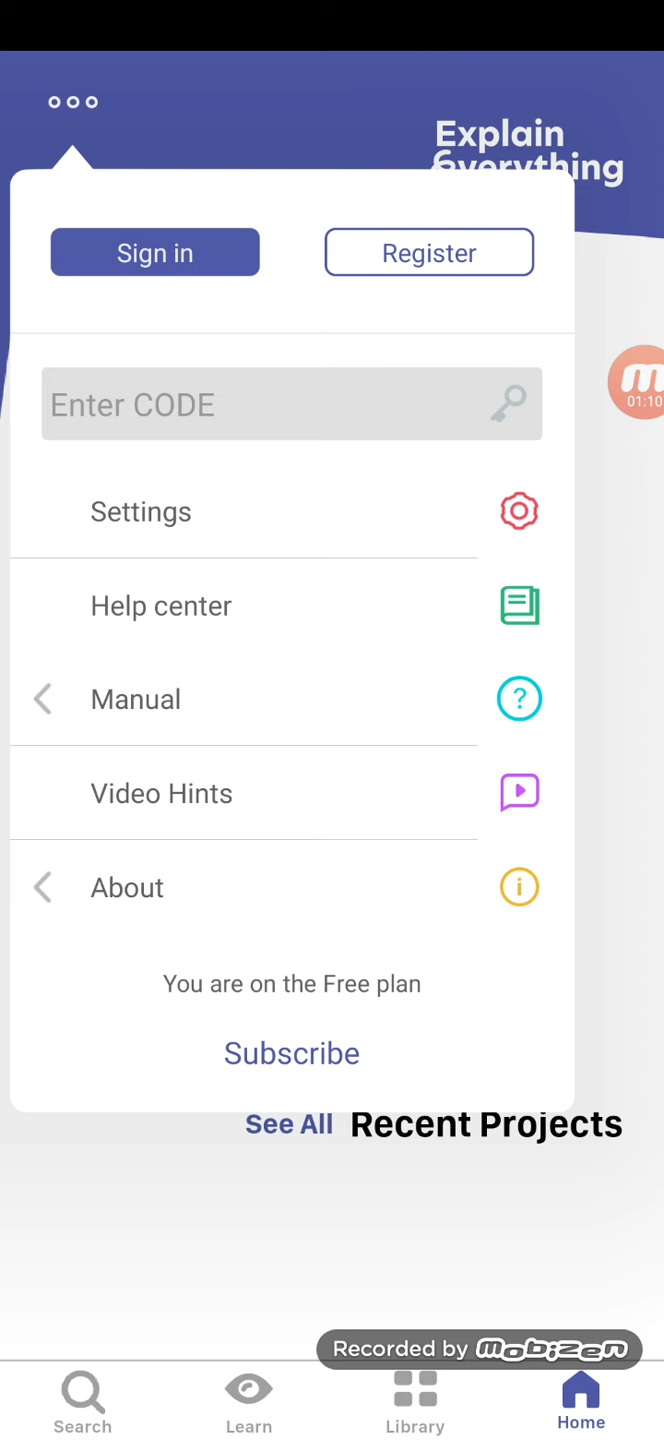 Explain
Everything
Sign in
Register
Enter CODE
01:10
Settings
Help center
Manual
?
Video Hints
About
i
You are on the Free plan
Subscribe
See All
Recent Projects
Recorded by mobizen
Search
Learn
Library
Home